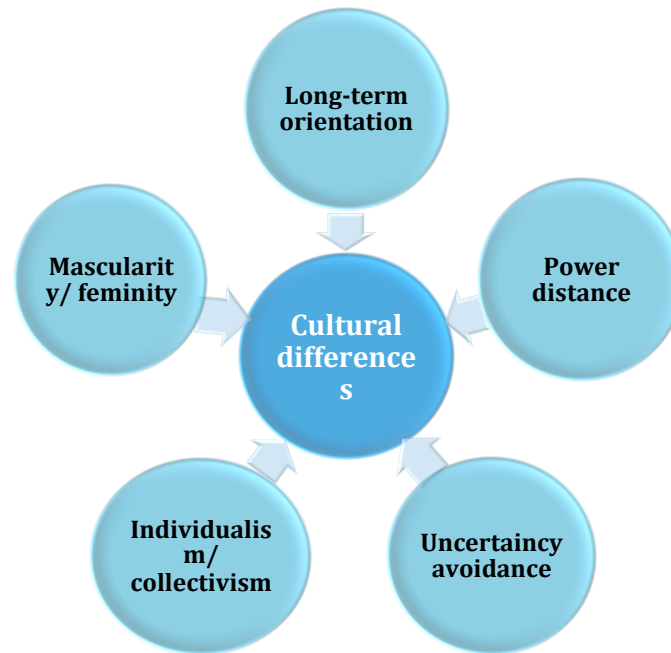 Long-term
orientation
Mascularit
y/ feminity
Power
distance
Cultural
difference
s
Individualis
m/
collectivism
Uncertaincy
avoidance